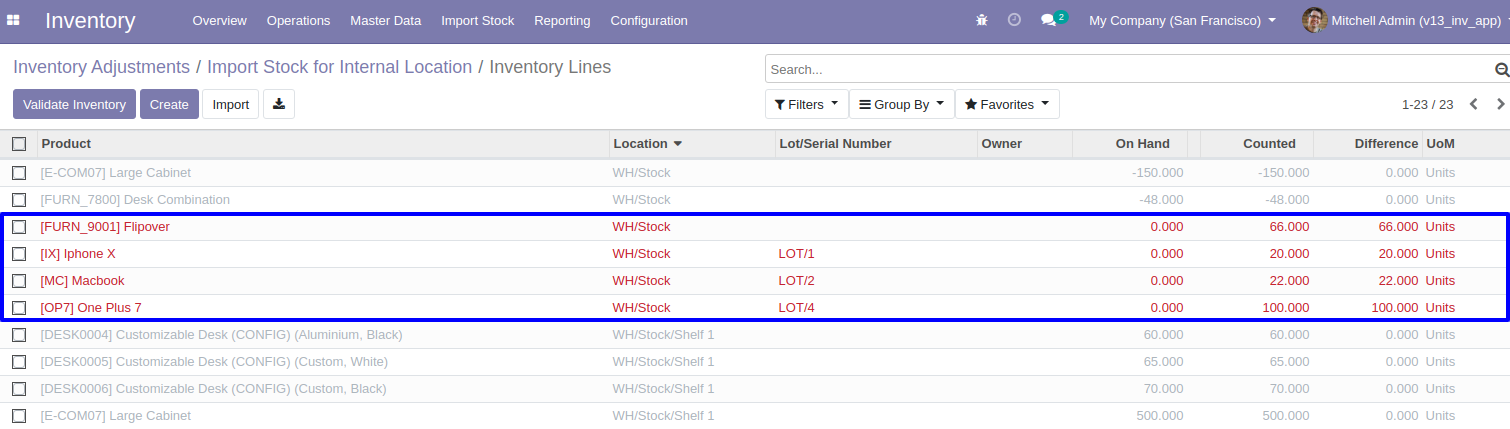 Inventory Overview Operations Master Data Import Stock Reporting Configuration 2 My Company (San Francisco) Mitchell Admin (v13_inv_app)
Inventory Adjustments / Import Stock for Internal Location / Inventory Lines Search...
Validate Inventory Create Import Filters Group By Favorites 1-23 / 23
Product Location Lot/Serial Number Owner On Hand Counted Difference UoM
[E-COM07] Large Cabinet WH/Stock -150.000 -150.000 0.000 Units
[FURN_7800] Desk Combination WH/Stock -48.000 -48.000 0.000 Units
[FURN_9001] Flipover WH/Stock 0.000 66.000 66.000 Units
[IX] Iphone X WH/Stock LOT/1 0.000 20.000 20.000 Units
[MC] Macbook WH/Stock LOT/2 0.000 22.000 22.000 Units
[OP7] One Plus 7 WH/Stock LOT/4 0.000 100.000 100.000 Units
[DESK0004] Customizable Desk (CONFIG) (Aluminium, Black) WH/Stock/Shelf 1 60.000 60.000 0.000 Units
[DESK0005] Customizable Desk (CONFIG) (Custom, White) WH/Stock/Shelf 1 65.000 65.000 0.000 Units
[DESK0006] Customizable Desk (CONFIG) (Custom, Black) WH/Stock/Shelf 1 70.000 70.000 0.000 Units
[E-COM07] Large Cabinet WH/Stock/Shelf 1 500.000 500.000 0.000 Units